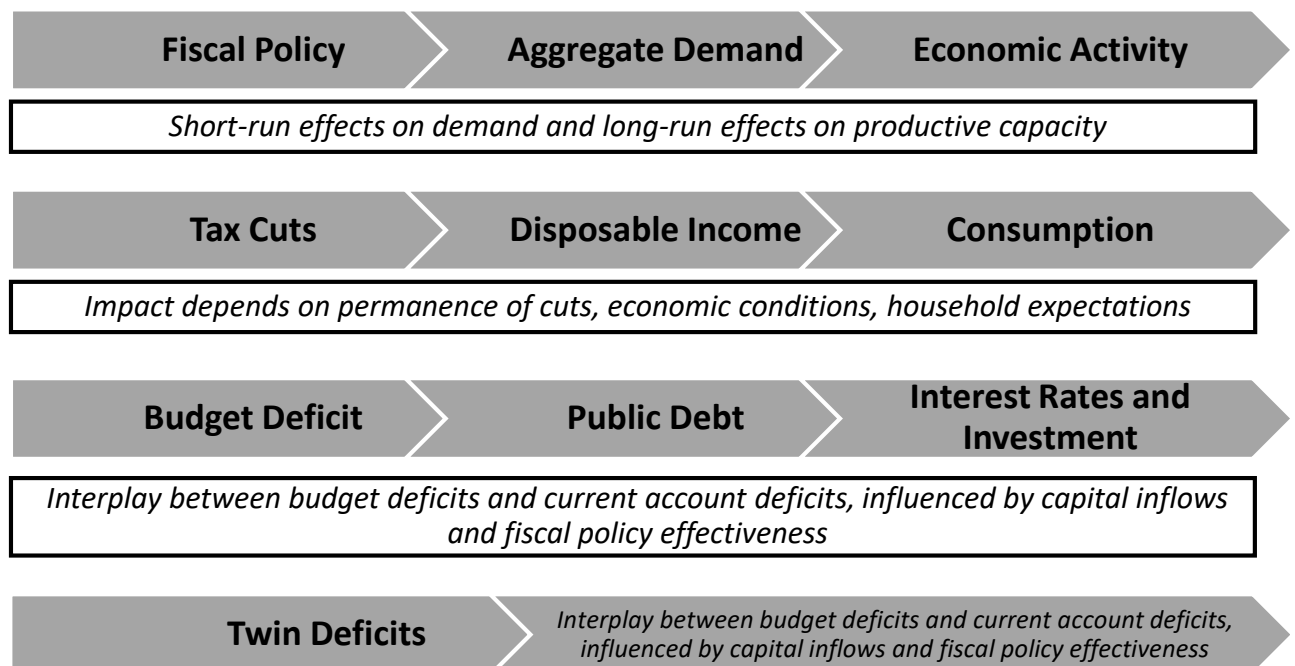 Fiscal Policy
Aggregate Demand
Economic Activity
Short-run effects on demand and long-run effects on productive capacity
Tax Cuts
Disposable Income
Consumption
Impact depends on permanence of cuts, economic conditions, household expectations
Budget Deficit
Public Debt
Interest Rates and
Investment
Interplay between budget deficits and current account deficits, influenced by capital inflows
and fiscal policy effectiveness
Twin Deficits
Interplay between budget deficits and current account deficits,
influenced by capital inflows and fiscal policy effectiveness